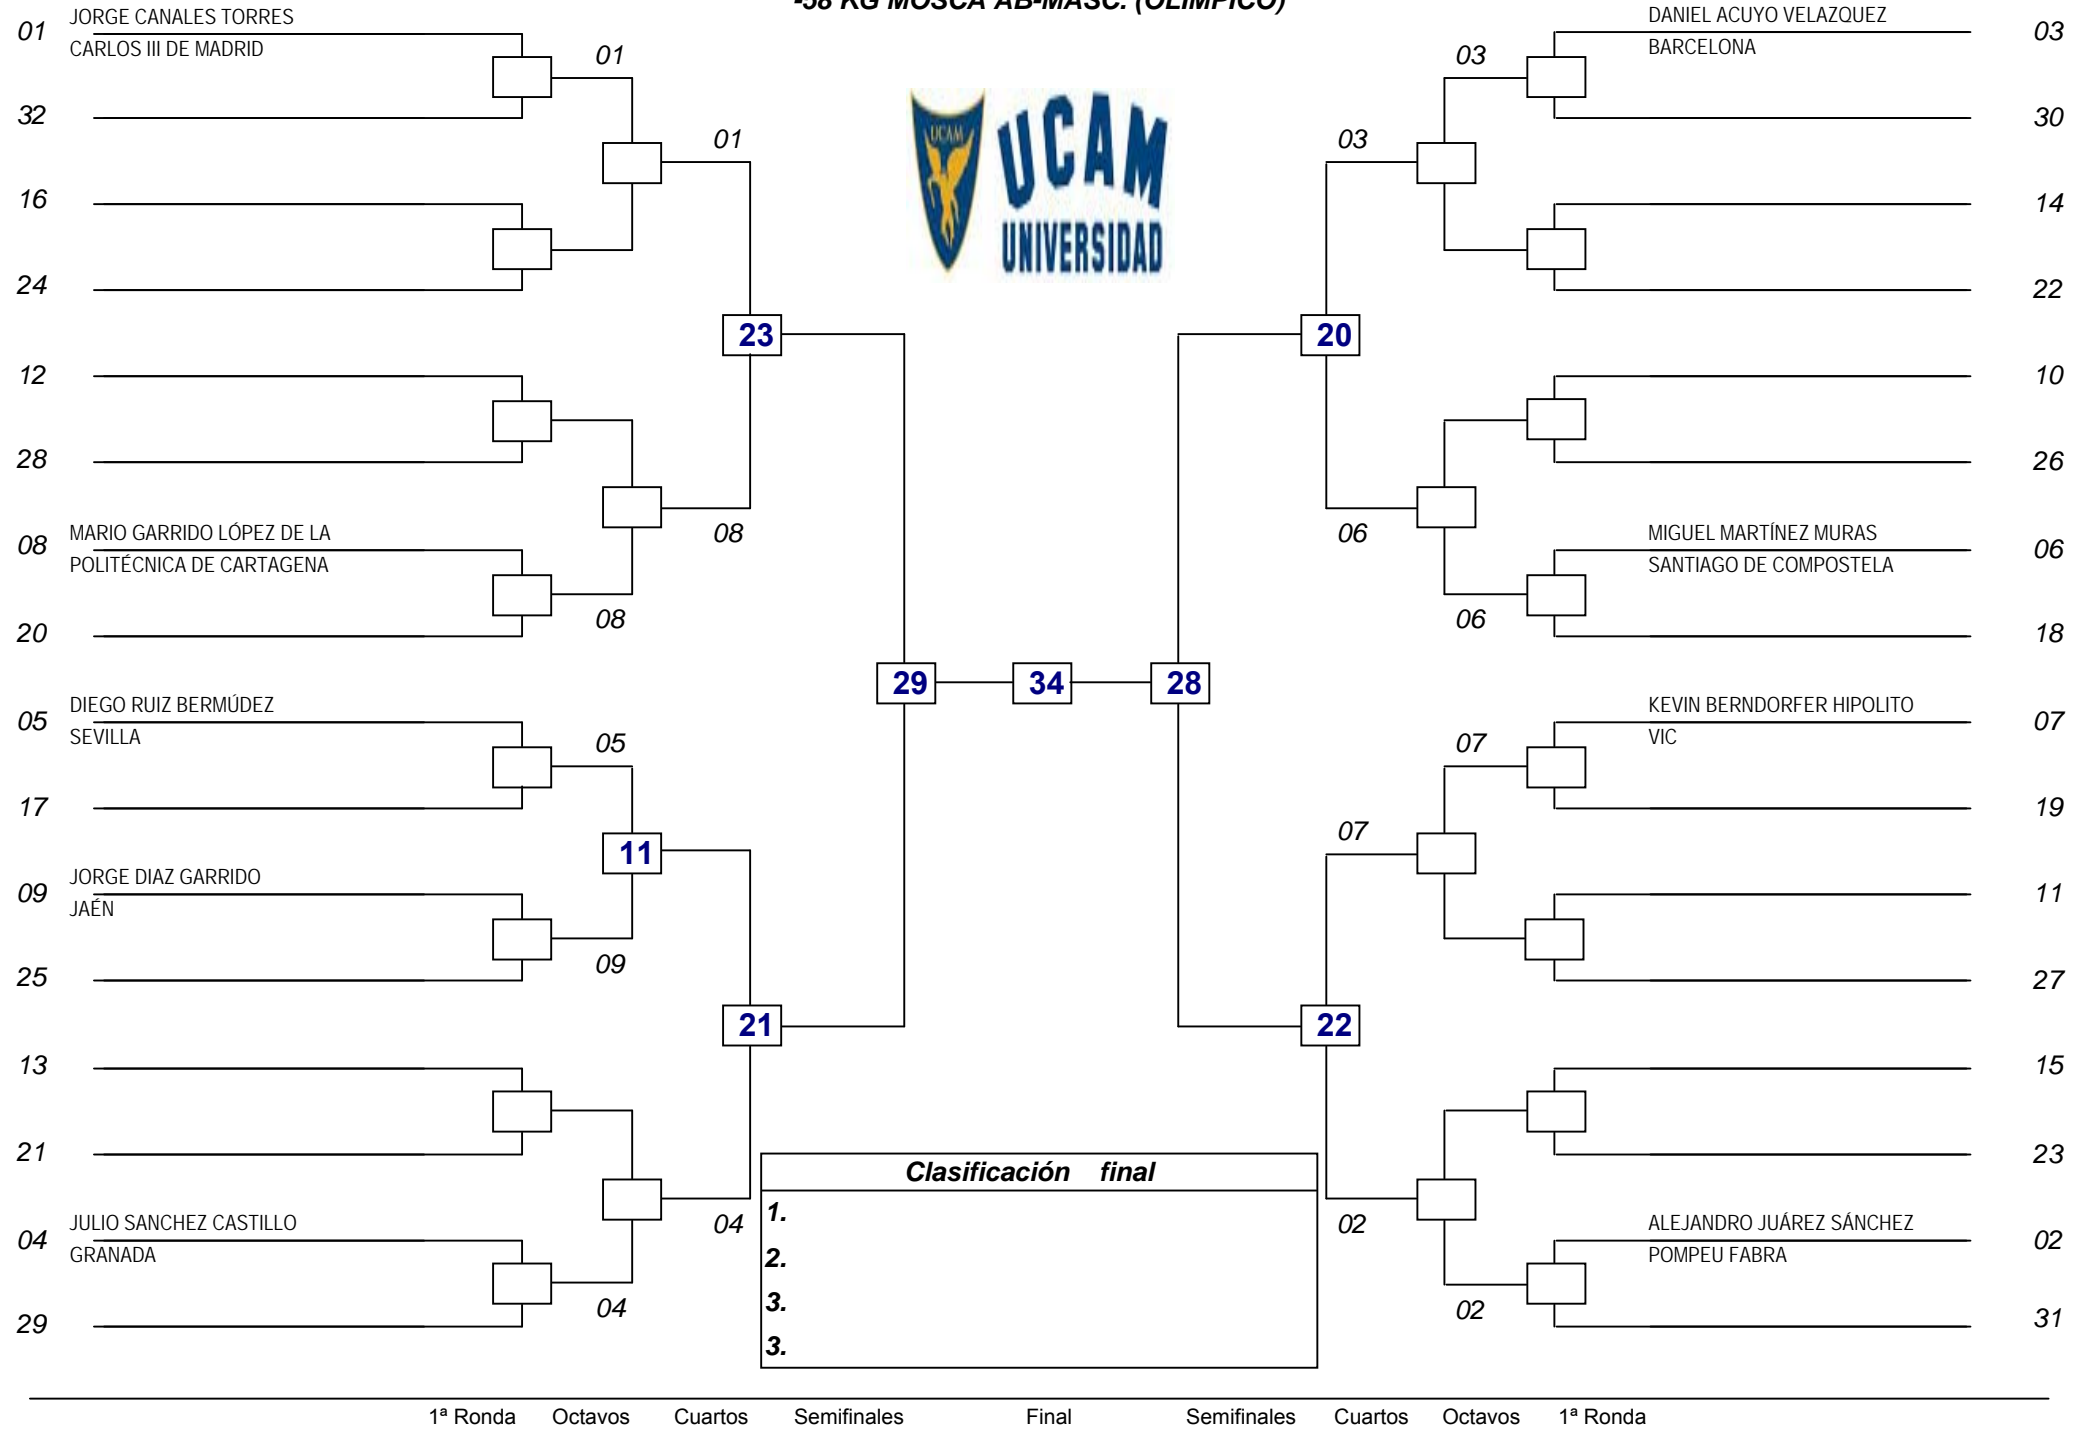 -58 KG MOSCA AB-MASC. (OLÍMPICO)
01
JORGE CANALES TORRES
CARLOS III DE MADRID
01
32
01
16
24
23
12
28
08
08
MARIO GARRIDO LÓPEZ DE LA
POLITÉCNICA DE CARTAGENA
08
20
05
DIEGO RUIZ BERMÚDEZ
SEVILLA
05
17
11
09
JORGE DIAZ GARRIDO
JAÉN
09
25
21
13
21
04
04
JULIO SANCHEZ CASTILLO
GRANADA
04
29
UCAM
UCAM
UNIVERSIDAD
29
34
28
DANIEL ACUYO VELAZQUEZ
BARCELONA
03
03
30
03
14
22
20
10
26
06
MIGUEL MARTÍNEZ MURAS
SANTIAGO DE COMPOSTELA
06
06
18
KEVIN BERNDORFER HIPOLITO
VIC
07
07
19
07
11
27
22
15
23
02
ALEJANDRO JUÁREZ SÁNCHEZ
POMPEU FABRA
02
02
31
Clasificación final
1.
2.
3.
3.
1ª Ronda Octavos Cuartos Semifinales Final Semifinales Cuartos Octavos 1ª Ronda